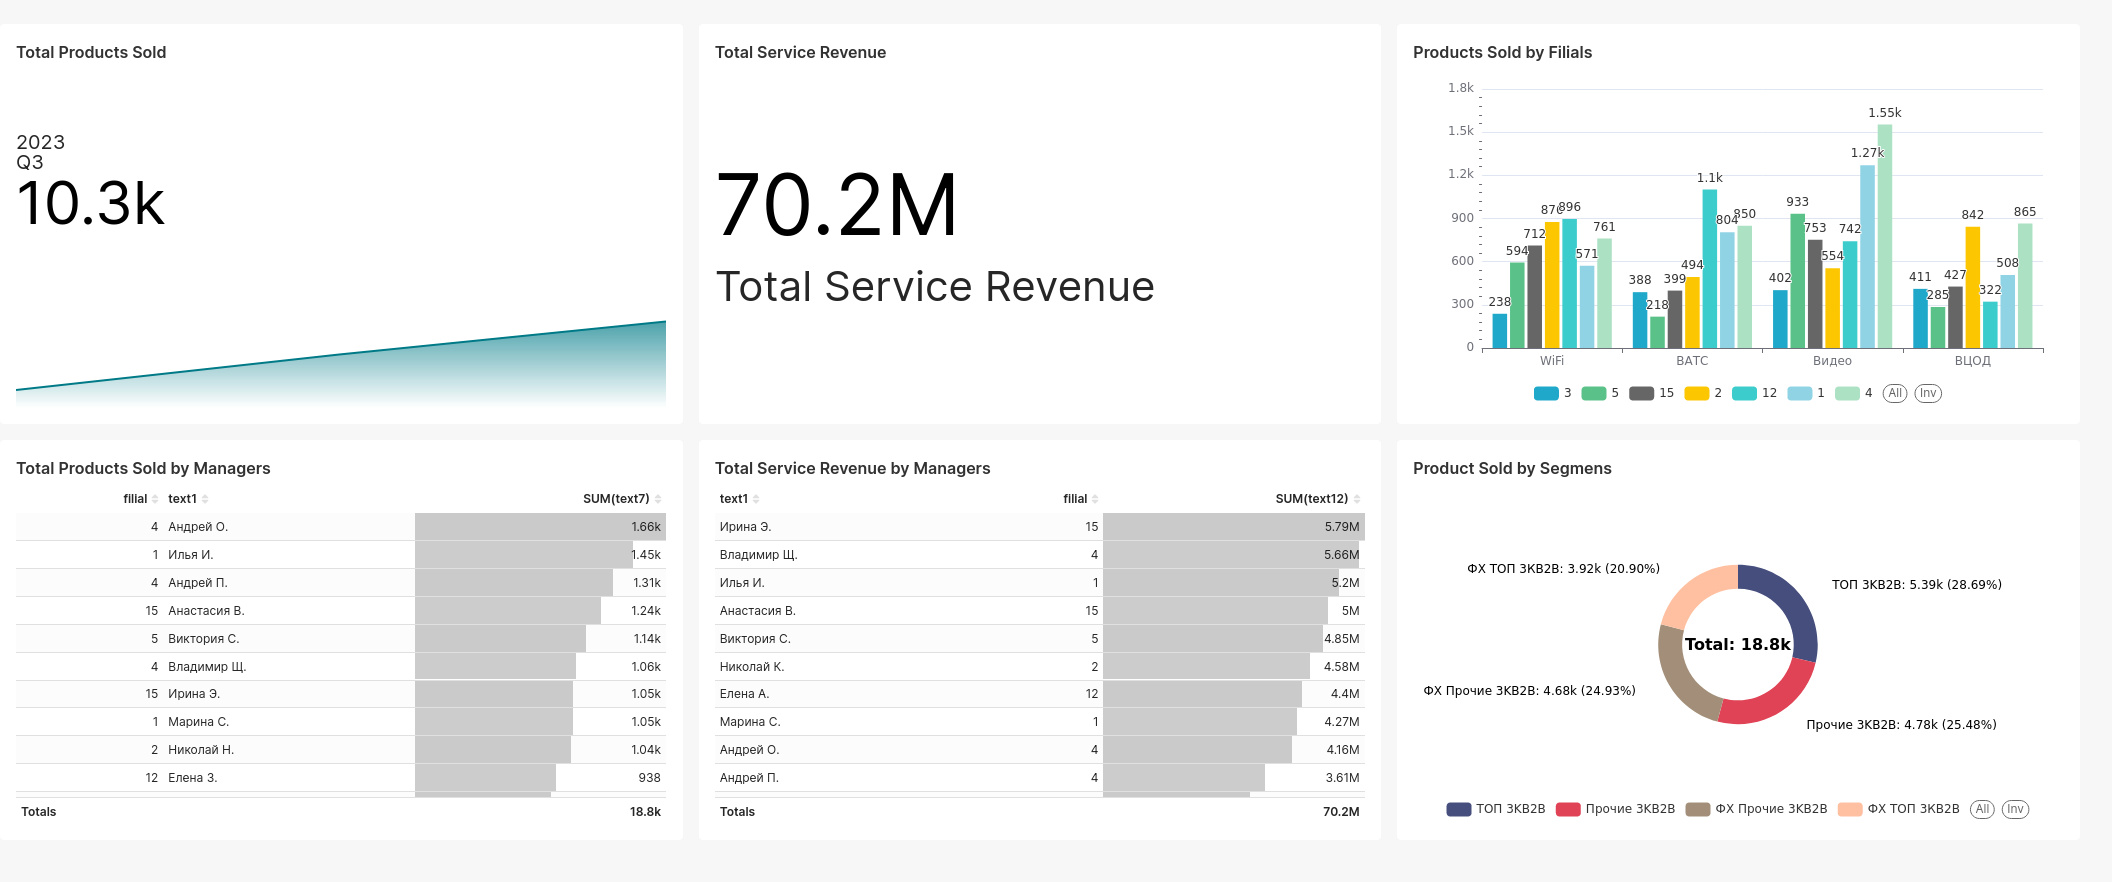 Total Products Sold
2023
Q3
10.3k
Total Service Revenue
70.2M
Total Service Revenue
Products Sold by Filials
1.8k
1.5k
1.2k
900
600
300
0
238
594
712
870
896
571
761
388
218
399
494
1.1k
804
850
402
933
753
554
742
1.27k
1.55k
411
285
427
842
322
508
865
WiFi ВАТС Видео ВЦОД
3 5 15 2 12 1 4 All Inv
Total Products Sold by Managers
filial text1 SUM(text7)
4 Андрей О. 1.66k
1 Илья И. 1.45k
4 Андрей П. 1.31k
15 Анастасия В. 1.24k
5 Виктория С. 1.14k
4 Владимир Щ. 1.06k
15 Ирина Э. 1.05k
1 Марина С. 1.05k
2 Николай Н. 1.04k
12 Елена З. 938
Totals 18.8k
Total Service Revenue by Managers
text1 filial SUM(text12)
Ирина Э. 15 5.79M
Владимир Щ. 4 5.66M
Илья И. 1 5.2M
Анастасия В. 15 5M
Виктория С. 5 4.85M
Николай К. 2 4.58M
Елена А. 12 4.4M
Марина С. 1 4.27M
Андрей О. 4 4.16M
Андрей П. 4 3.61M
Totals 70.2M
Product Sold by Segmens
ФХ ТОП 3КВ2В: 3.92k (20.90%)
ТОП 3КВ2В: 5.39k (28.69%)
Total: 18.8k
ФХ Прочие 3КВ2В: 4.68k (24.93%)
Прочие 3КВ2В: 4.78k (25.48%)
ТОП 3КВ2В Прочие 3КВ2В ФХ Прочие 3КВ2В ФХ ТОП 3КВ2В All Inv